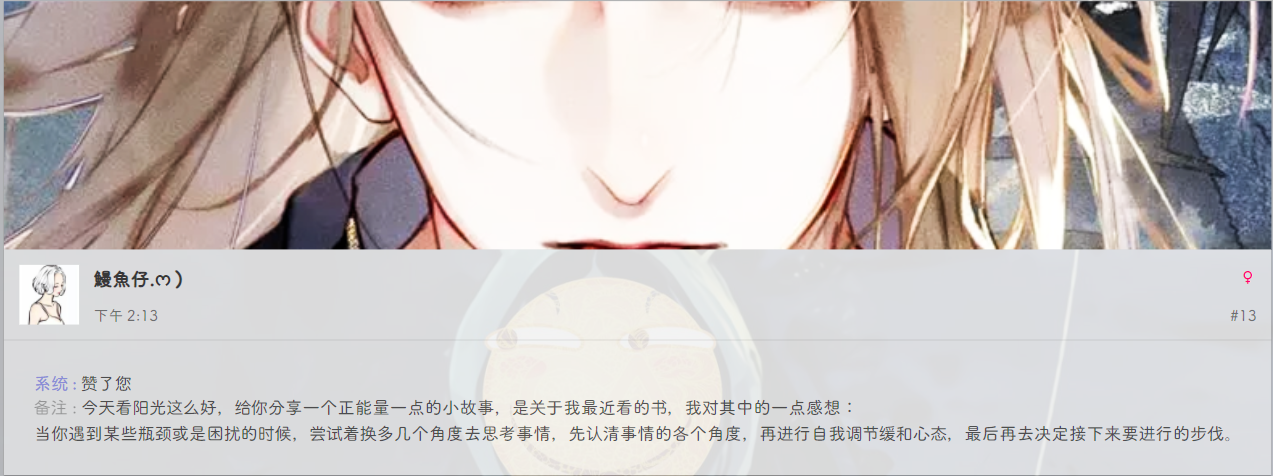 鰻魚仔.ෆ )
♀
下午 2:13
#13
系统 : 赞了您
备注 : 今天看阳光这么好，给你分享一个正能量一点的小故事，是关于我最近看的书，我对其中的一点感想：
当你遇到某些瓶颈或是困扰的时候，尝试着换多几个角度去思考事情，先认清事情的各个角度，再进行自我调节缓和心态，最后再去决定接下来要进行的步伐。